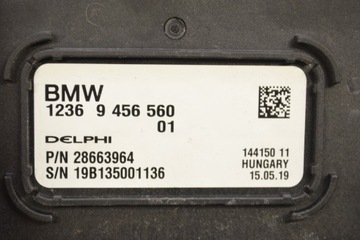 BMW
1236 9 456 560
01
DELPHI
P/N 28663964
S/N 19B135001136
144150 11
HUNGARY
15.05.19